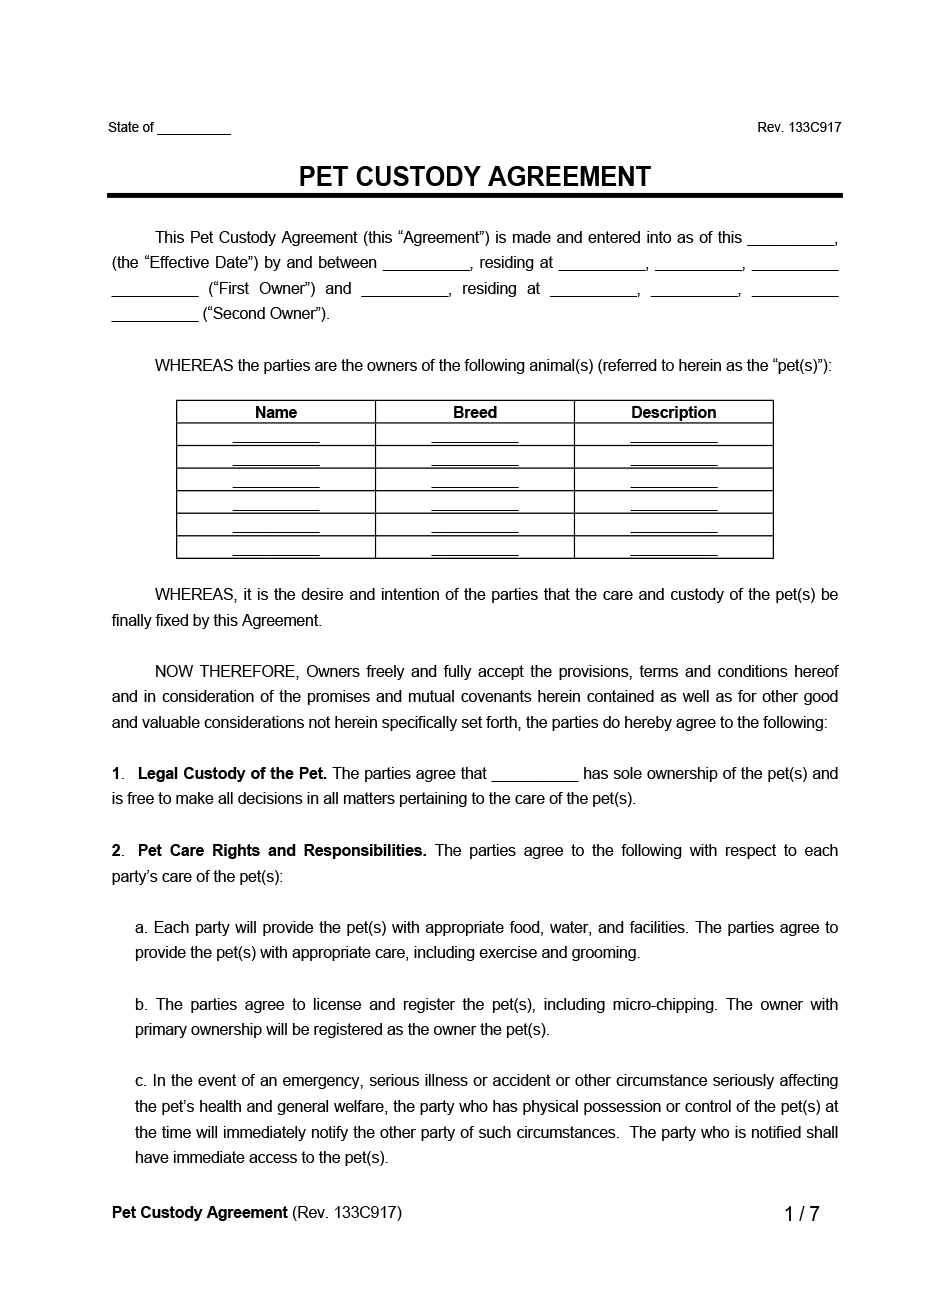 State of __________ Rev. 133C917
PET CUSTODY AGREEMENT
This Pet Custody Agreement (this “Agreement”) is made and entered into as of this __________,
(the “Effective Date”) by and between __________, residing at __________, __________, __________
__________ (“First Owner”) and __________, residing at __________, __________, __________
__________ (“Second Owner”).
WHEREAS the parties are the owners of the following animal(s) (referred to herein as the “pet(s)”):
Name Breed Description
__________ __________ __________
__________ __________ __________
__________ __________ __________
__________ __________ __________
__________ __________ __________
__________ __________ __________
WHEREAS, it is the desire and intention of the parties that the care and custody of the pet(s) be
finally fixed by this Agreement.
NOW THEREFORE, Owners freely and fully accept the provisions, terms and conditions hereof
and in consideration of the promises and mutual covenants herein contained as well as for other good
and valuable considerations not herein specifically set forth, the parties do hereby agree to the following:
1. Legal Custody of the Pet. The parties agree that __________ has sole ownership of the pet(s) and
is free to make all decisions in all matters pertaining to the care of the pet(s).
2. Pet Care Rights and Responsibilities. The parties agree to the following with respect to each
party’s care of the pet(s):
a. Each party will provide the pet(s) with appropriate food, water, and facilities. The parties agree to
provide the pet(s) with appropriate care, including exercise and grooming.
b. The parties agree to license and register the pet(s), including micro-chipping. The owner with
primary ownership will be registered as the owner the pet(s).
c. In the event of an emergency, serious illness or accident or other circumstance seriously affecting
the pet’s health and general welfare, the party who has physical possession or control of the pet(s) at
the time will immediately notify the other party of such circumstances. The party who is notified shall
have immediate access to the pet(s).
Pet Custody Agreement (Rev. 133C917) 1 / 7